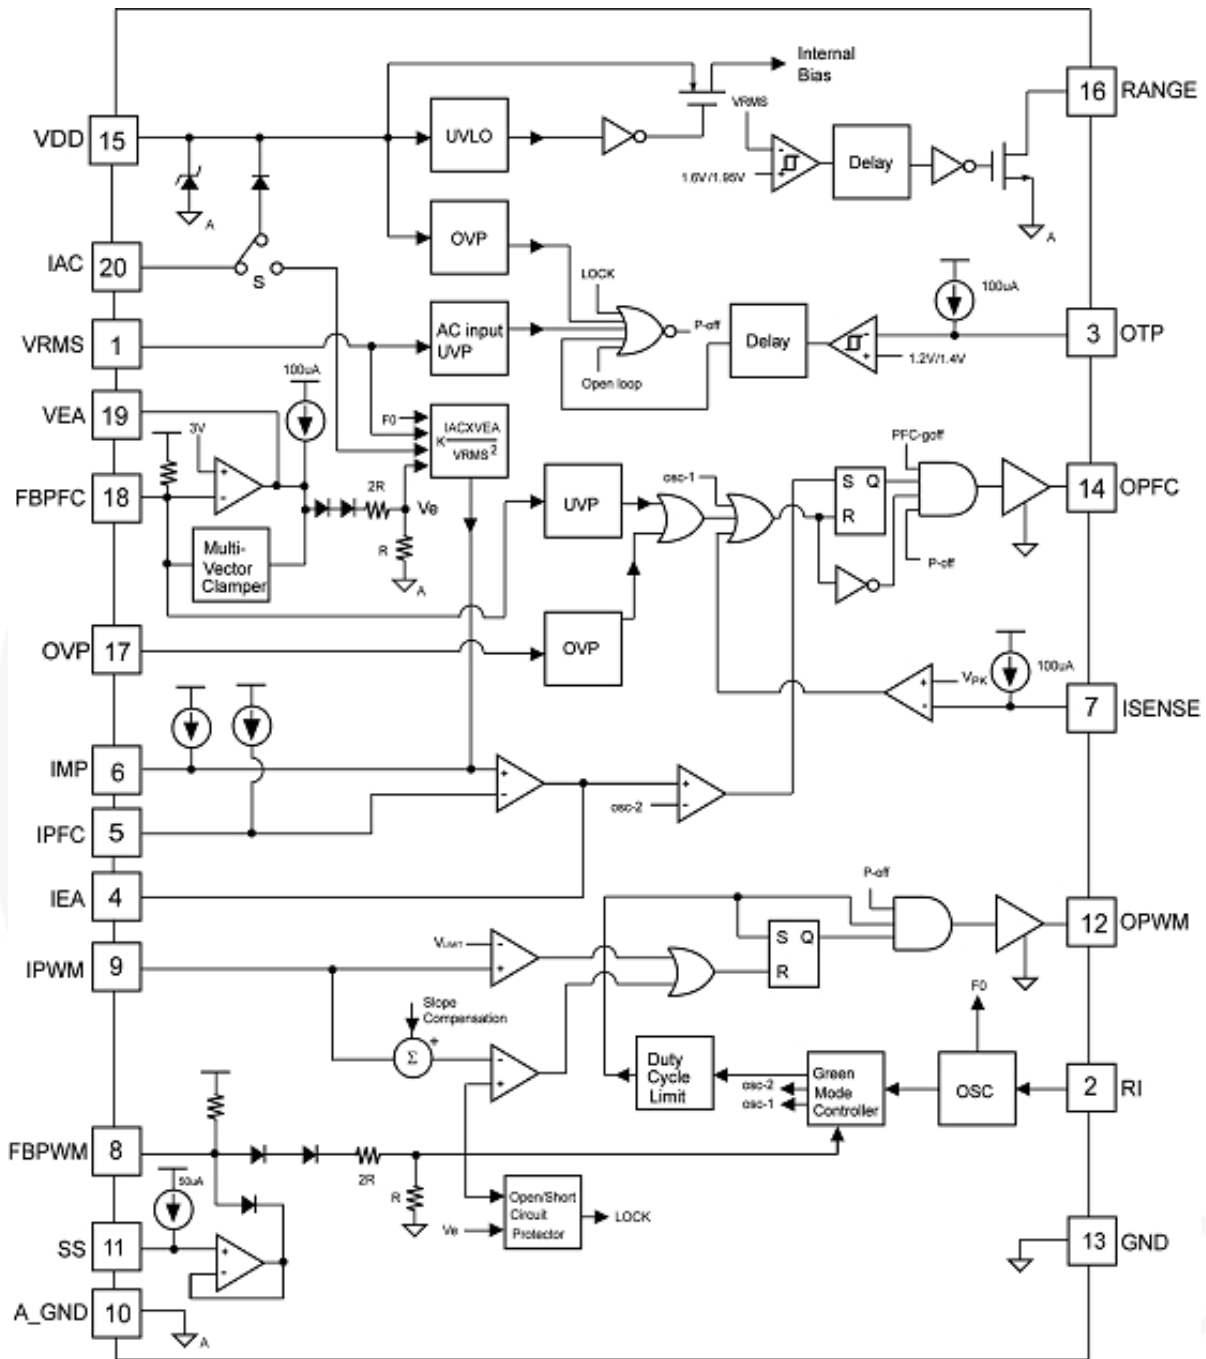 Internal
Bias
VRMS
16 RANGE
VDD 15
UVLO
Delay
1.6V/1.95V
A
A
OVP
IAC 20
S
LOCK
100uA
VRMS 1
AC input
UVP
P-off
Delay
3 OTP
1.2V/1.4V
Open loop
100uA
VEA 19
3V
F0
K IACXVEA
VRMS 2
PFC-goff
FBPFC 18
2R
Ve
UVP
osc-1
S Q
R
14 OPFC
Multi-
Vector
Clamper
R
A
P-off
OVP 17
OVP
VPK
100uA
7 ISENSE
IMP 6
osc-2
IPFC 5
IEA 4
P-off
12 OPWM
S Q
R
IPWM 9
VLIMIT
F0
Slope
Compensation
Σ
+
Duty
Cycle
Limit
osc-2
osc-1
Green
Mode
Controller
OSC
2 RI
FBPWM 8
2R
R
50uA
Open/Short
Circuit
Protector
LOCK
Ve
SS 11
13 GND
A_GND 10
A